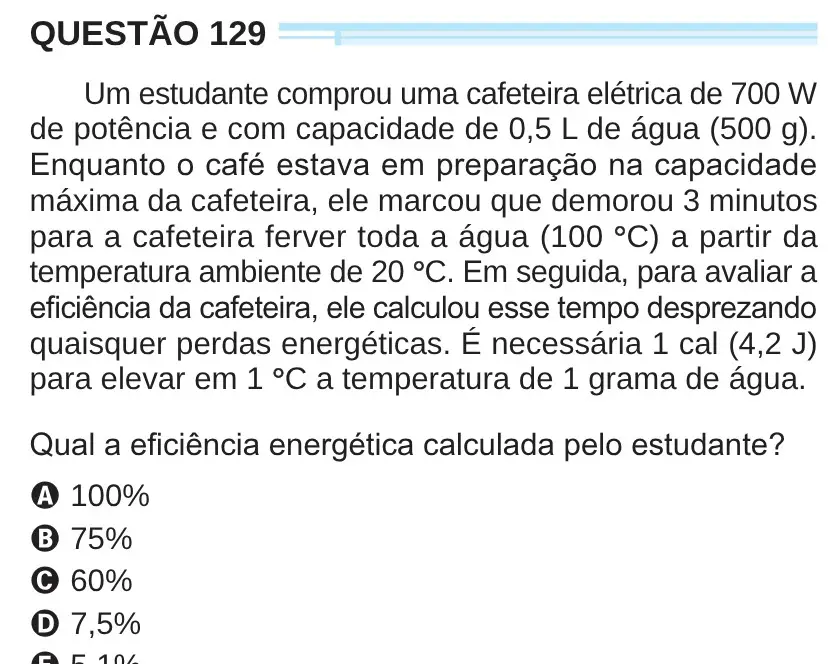 QUESTÃO 129
Um estudante comprou uma cafeteira elétrica de 700 W
de potência e com capacidade de 0,5 L de água (500 g).
Enquanto o café estava em preparação na capacidade
máxima da cafeteira, ele marcou que demorou 3 minutos
para a cafeteira ferver toda a água (100 °C) a partir da
temperatura ambiente de 20 °C. Em seguida, para avaliar a
eficiência da cafeteira, ele calculou esse tempo desprezando
quaisquer perdas energéticas. É necessária 1 cal (4,2 J)
para elevar em 1 °C a temperatura de 1 grama de água.
Qual a eficiência energética calculada pelo estudante?
A 100%
B 75%
C 60%
D 7,5%
E 5,1%